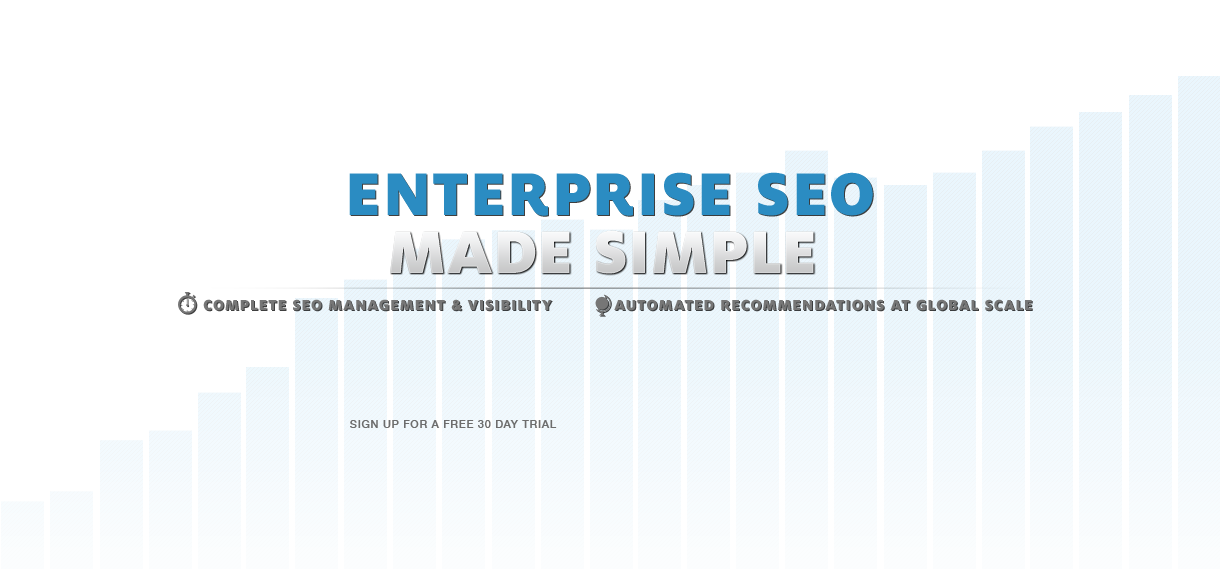 ENTERPRISE SEO
MADE SIMPLE
COMPLETE SEO MANAGEMENT & VISIBILITY AUTOMATED RECOMMENDATIONS AT GLOBAL SCALE
SIGN UP FOR A FREE 30 DAY TRIAL